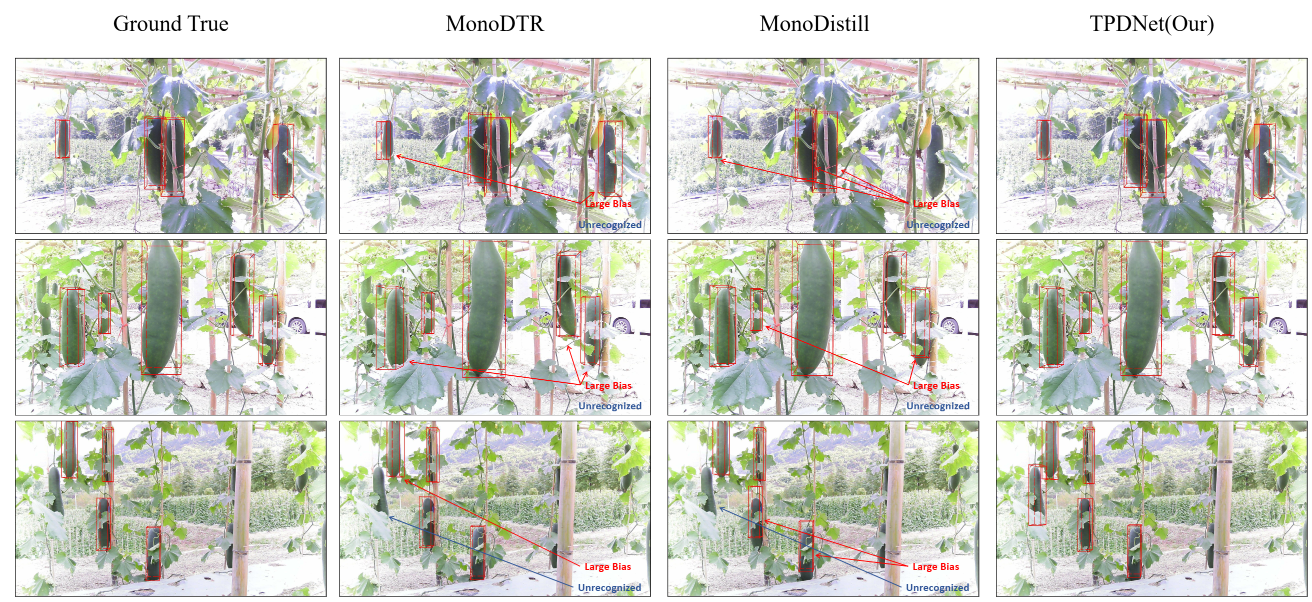 Ground True MonoDTR MonoDistill TPDNet(Our)
Large Bias Large Bias
Unrecognized Unrecognized
Large Bias Large Bias
Unrecognized Unrecognized
Large Bias Large Bias
Unrecognized Unrecognized